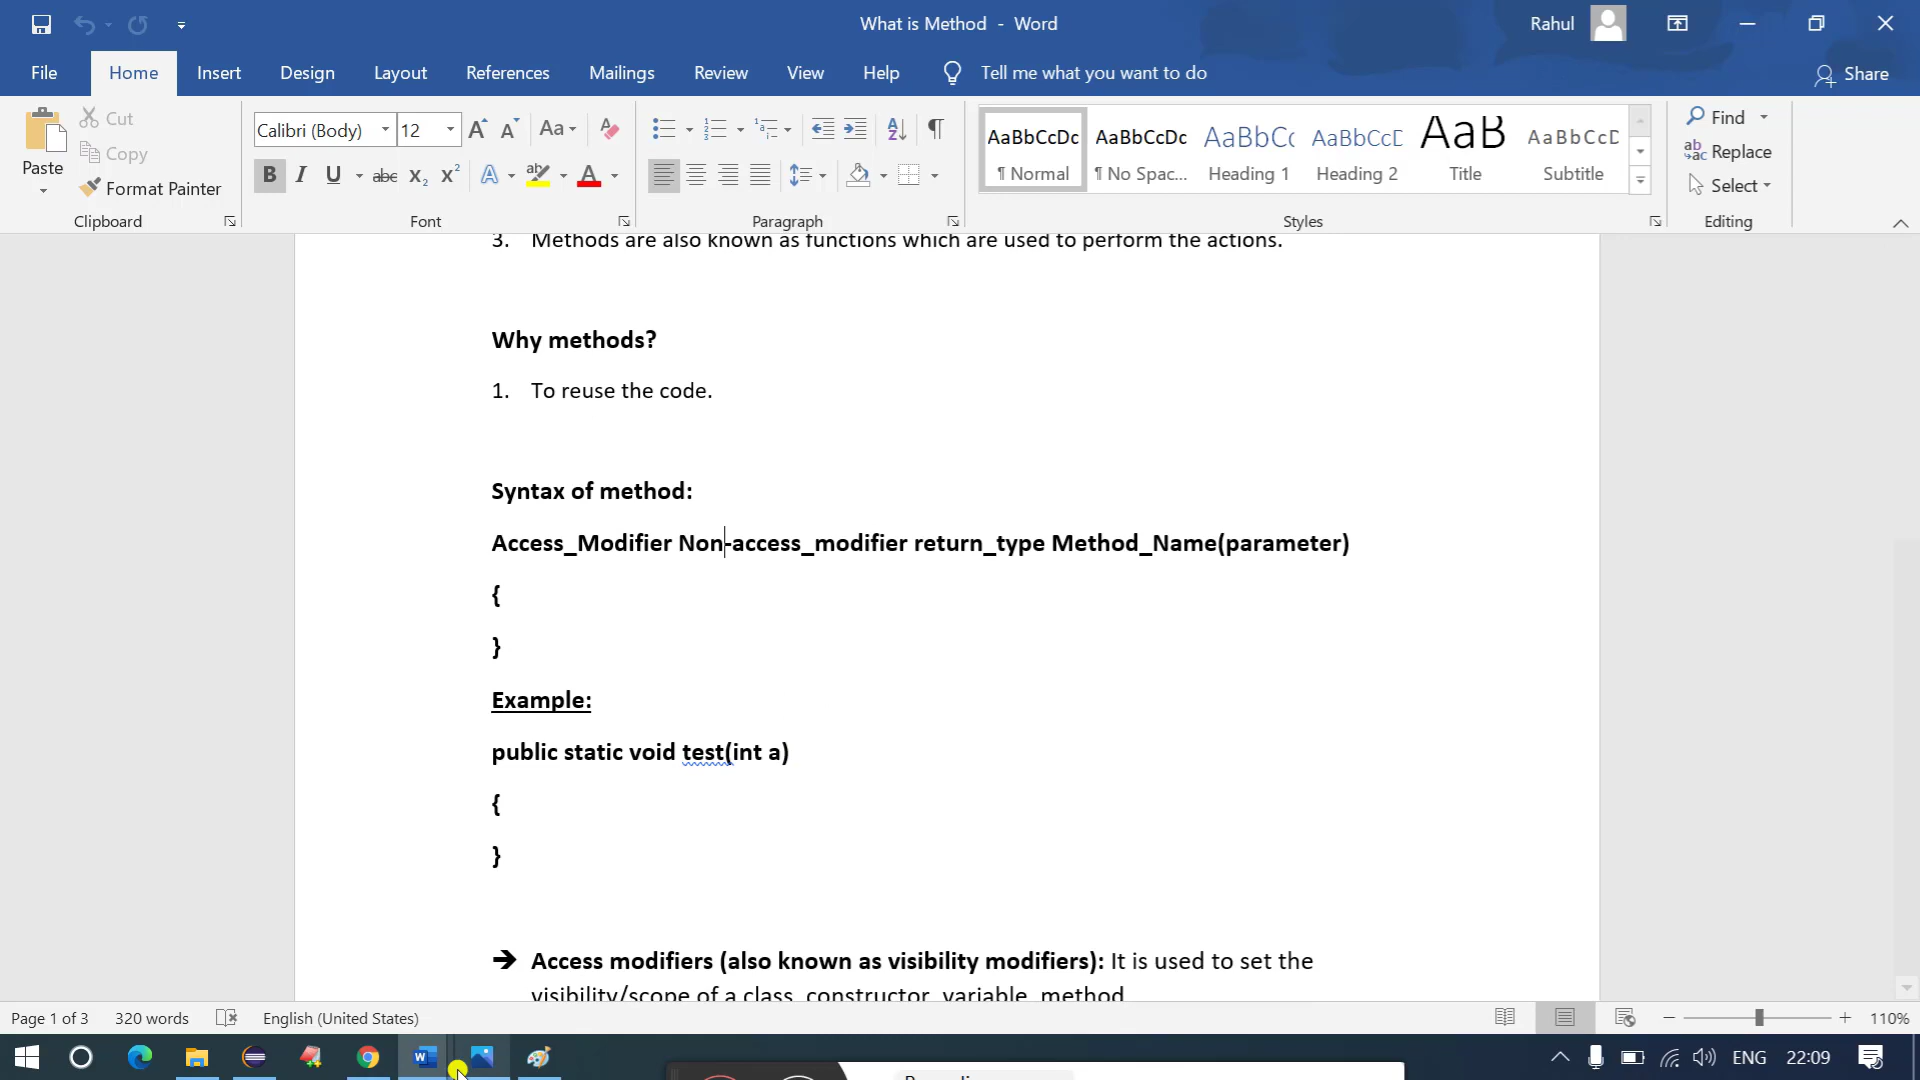 What is Method - Word
Rahul
File Home Insert Design Layout References Mailings Review View Help Tell me what you want to do Share
Paste
Cut
Copy
Format Painter
Clipboard
Calibri (Body) 12
Font
Paragraph
AaBbCcDc AaBbCcDc AaBbCc AaBbCcD AaB AaBbCcD
¶ Normal ¶ No Spac... Heading 1 Heading 2 Title Subtitle
Styles
Find
Replace
Select
Editing
3. Methods are also known as functions which are used to perform the actions.
Why methods?
1. To reuse the code.
Syntax of method:
Access_Modifier Non-access_modifier return_type Method_Name(parameter)
{
}
Example:
public static void test(int a)
{
}
➔ Access modifiers (also known as visibility modifiers): It is used to set the
visibility/scope of a class, constructor, variable, method
Page 1 of 3 320 words English (United States) 110%
ENG 22:09